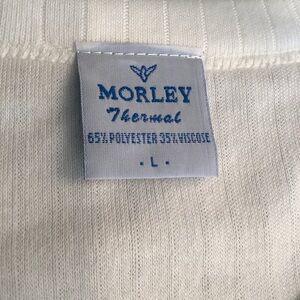 MORLEY
Thermal
65% POLYESTER 35% VISCOSE
· L ·